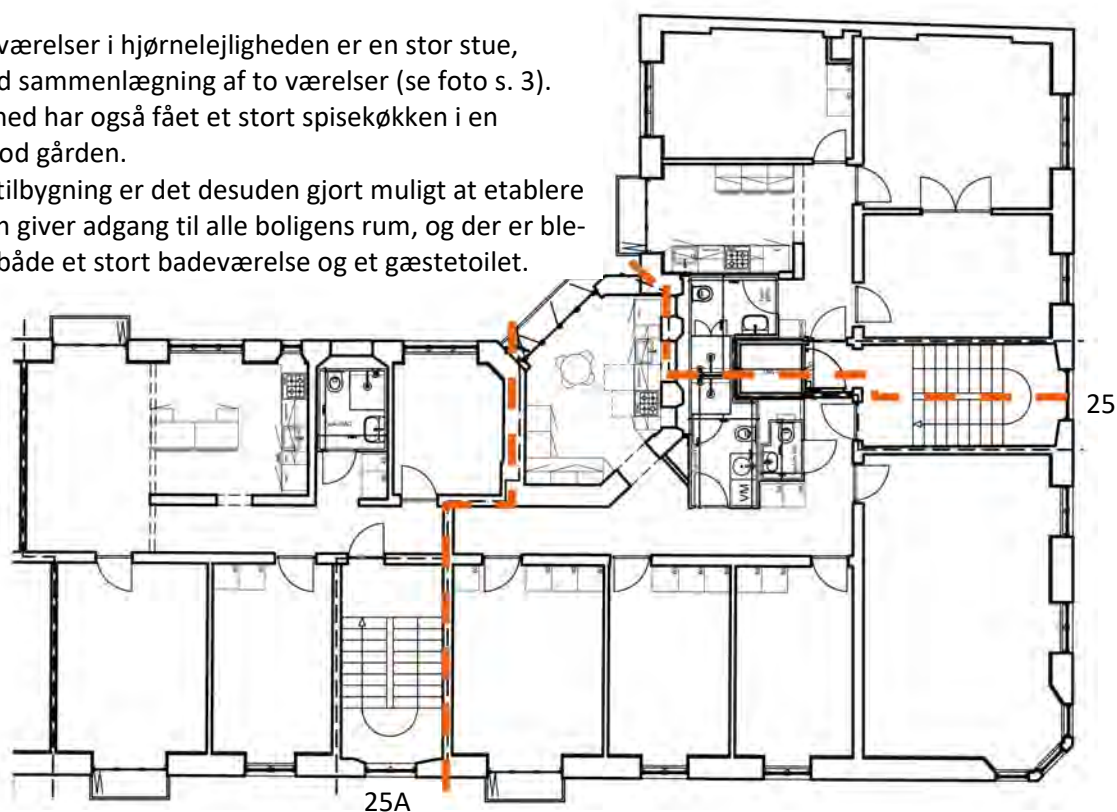 værelser i hjørnelejligheden er en stor stue,
d sammenlægning af to værelser (se foto s. 3).
ned har også fået et stort spisekøkken i en
od gården.
tilbygning er det desuden gjort muligt at etablere
n giver adgang til alle boligens rum, og der er ble-
både et stort badeværelse og et gæstetoilet.
25
VM
25A